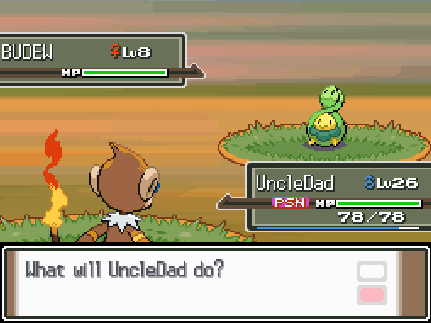 BUDEW ♀Lv8
HP
UncleDad ♂Lv26
PSN HP
78/78
What will UncleDad do?